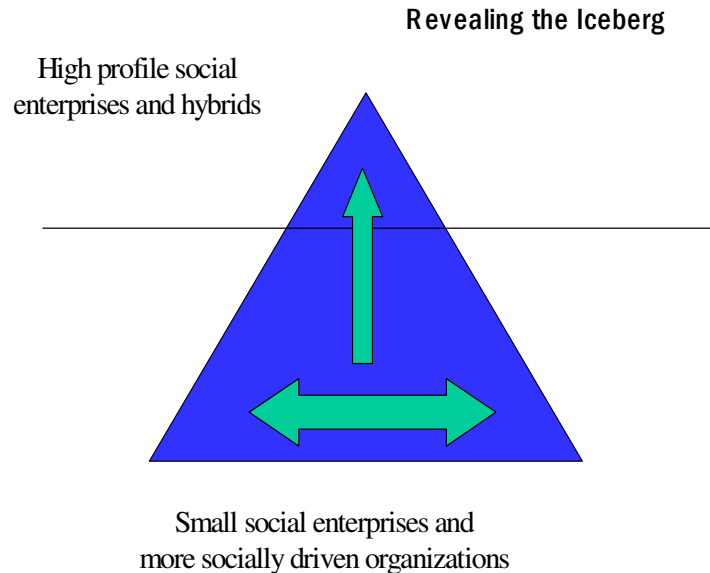 Revealing the Iceberg
High profile social
enterprises and hybrids
Small social enterprises and
more socially driven organizations